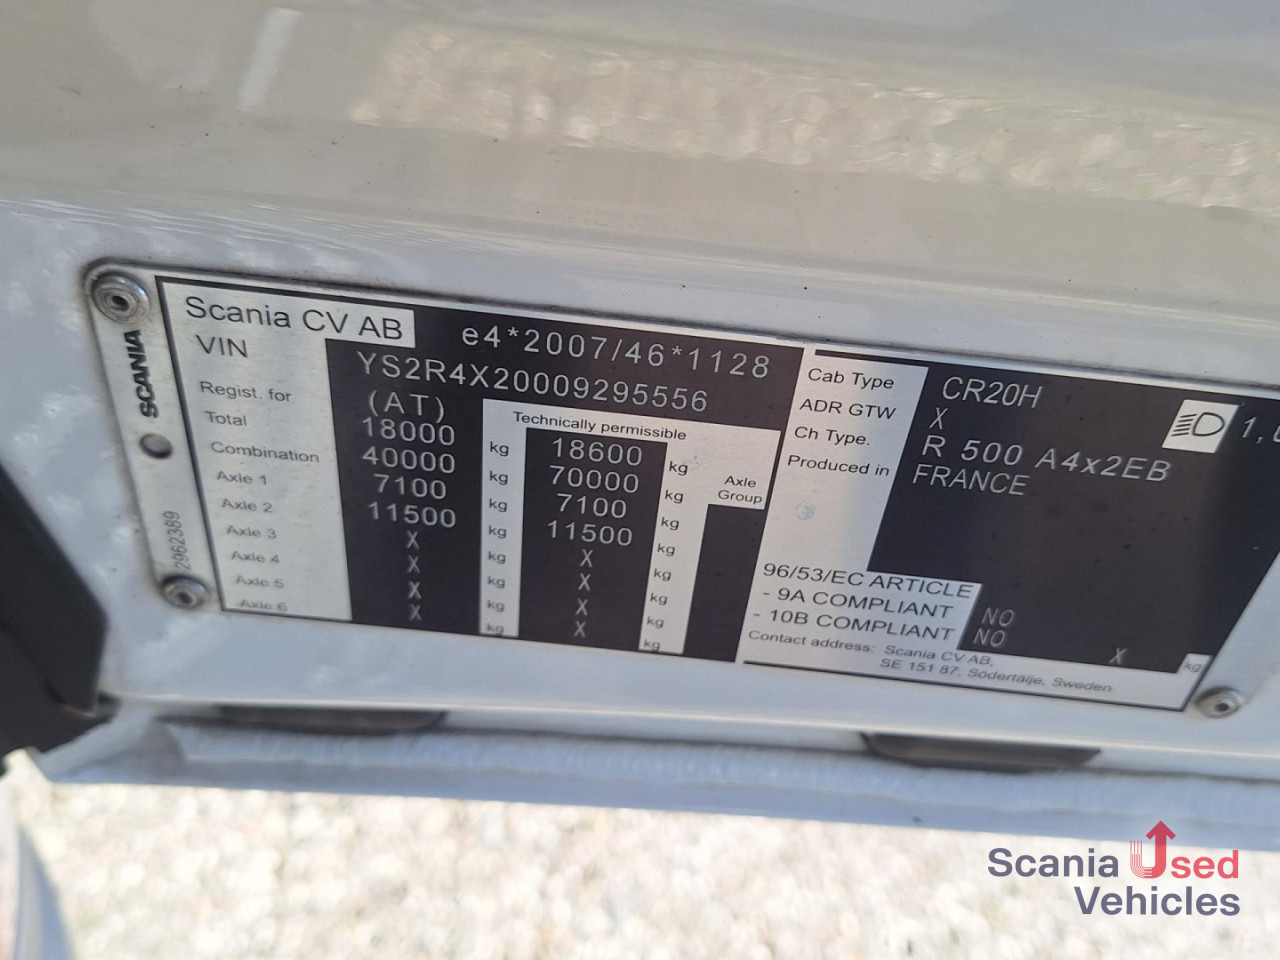 Scania CV AB e4*2007/46*1128
VIN YS2R4X20009295556
Regist. for (AT) Technically permissible
Total 18000 kg 18600 kg
Combination 40000 kg 70000 kg Axle Group
Axle 1 7100 kg 7100 kg
Axle 2 11500 kg 11500 kg
Axle 3 X kg X kg
Axle 4 X kg X kg
Axle 5 X kg X kg
Axle 6 X kg X kg
SCANIA
2962389
Cab Type CR20H
ADR GTW X
Ch Type. R 500 A4x2EB
Produced in FRANCE
96/53/EC ARTICLE
- 9A COMPLIANT NO
- 10B COMPLIANT NO X kg
Contact address: Scania CV AB,
SE 151 87, Södertälje, Sweden
Scania Used
Vehicles